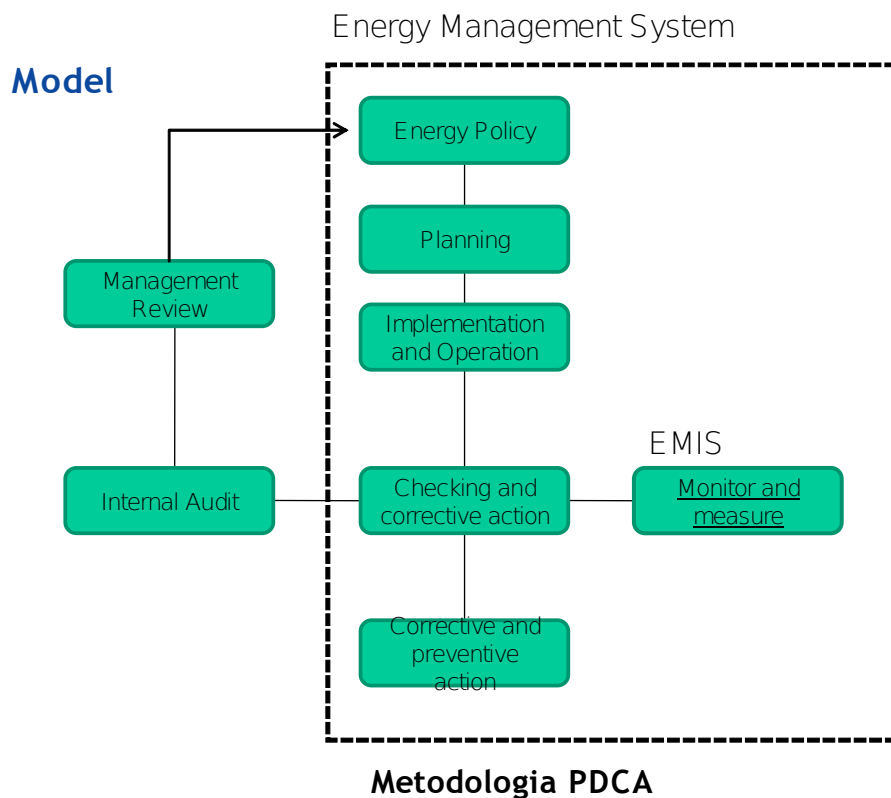 Energy Management System
Model
Energy Policy
Planning
Management
Review
Implementation
and Operation
EMIS
Internal Audit
Checking and
corrective action
Monitor and
measure
Corrective and
preventive
action
Metodologia PDCA